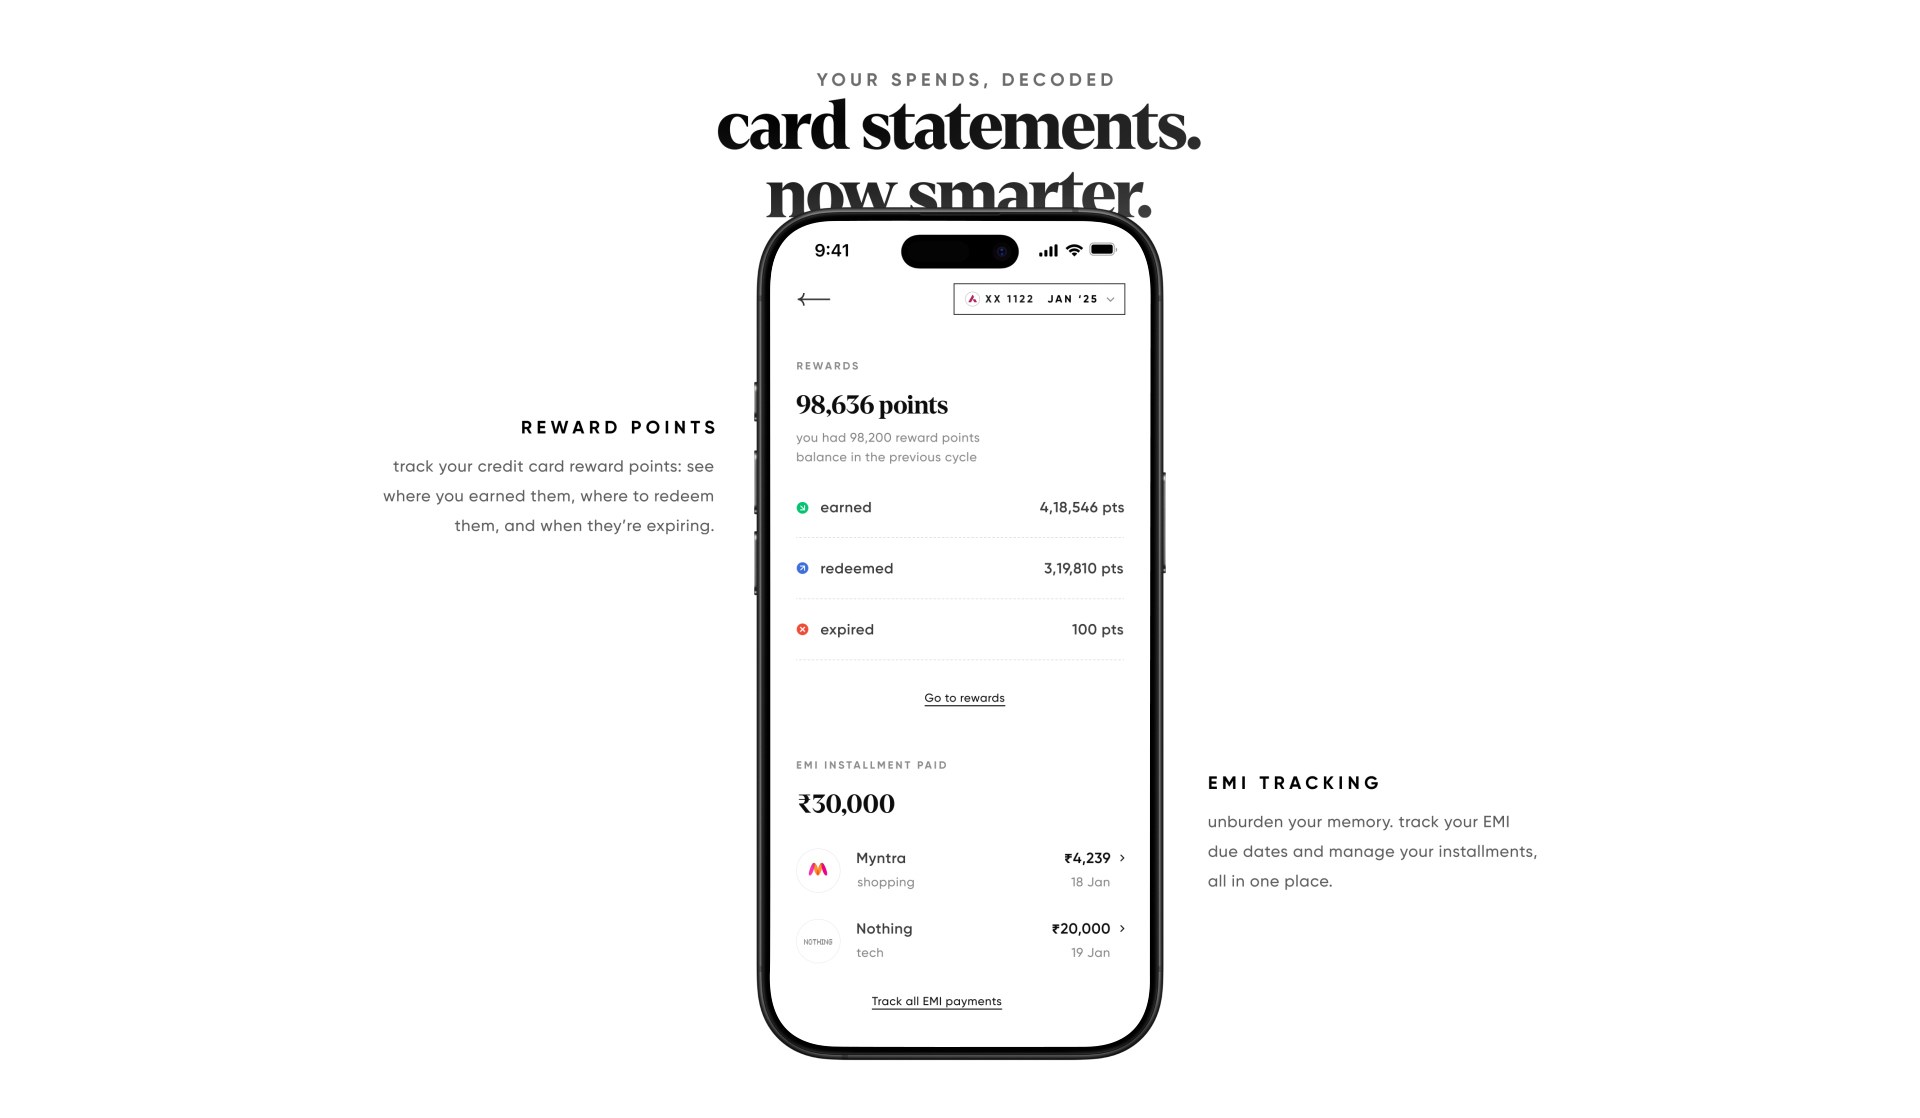 YOUR SPENDS, DECODED
card statements.
now smarter.
9:41
XX 1122 JAN ‘25
REWARDS
98,636 points
you had 98,200 reward points
balance in the previous cycle
earned 4,18,546 pts
redeemed 3,19,810 pts
expired 100 pts
Go to rewards
REWARD POINTS
track your credit card reward points: see
where you earned them, where to redeem
them, and when they’re expiring.
EMI INSTALLMENT PAID
₹30,000
Myntra ₹4,239
shopping 18 Jan
NOTHING
Nothing ₹20,000
tech 19 Jan
Track all EMI payments
EMI TRACKING
unburden your memory. track your EMI
due dates and manage your installments,
all in one place.